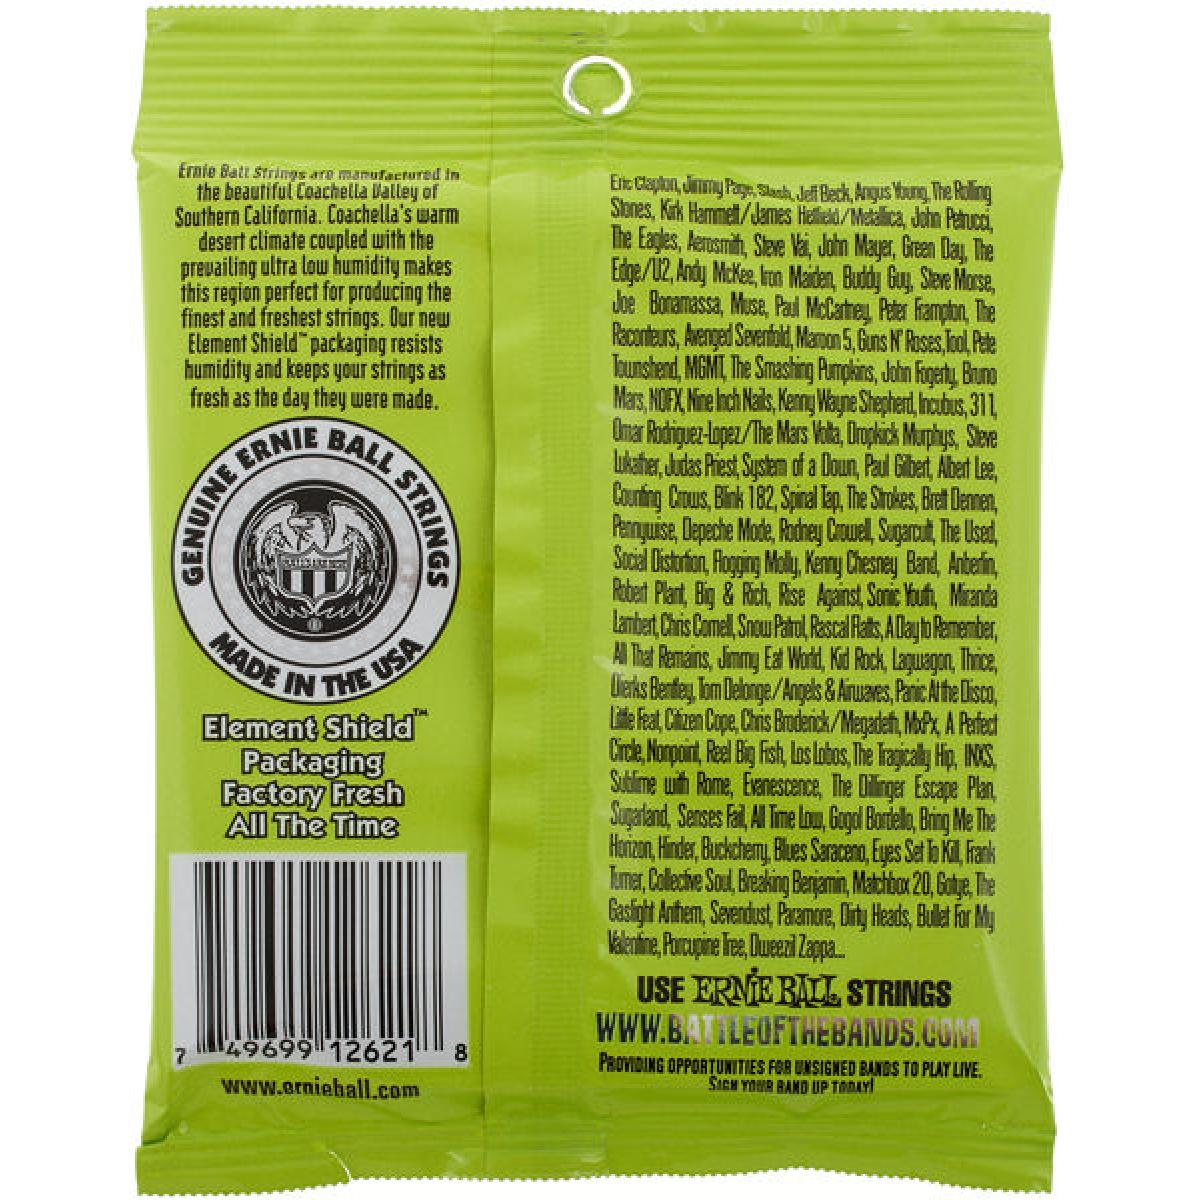 Ernie Ball Strings are manufactured in
the beautiful Coachella Valley of
Southern California. Coachella's warm
desert climate coupled with the
prevailing ultra low humidity makes
this region perfect for producing the
finest and freshest strings. Our new
Element Shield™ packaging resists
humidity and keeps your strings as
fresh as the day they were made.
GENUINE ERNIE BALL STRINGS
MADE IN THE USA
Element Shield™
Packaging
Factory Fresh
All The Time
7 49699 12621 8
www.ernieball.com
Eric Clapton, Jimmy Page, Slash, Jeff Beck, Angus Young, The Rolling
Stones, Kirk Hammett/James Hetfield/Metallica, John Petrucci,
The Eagles, Aerosmith, Steve Vai, John Mayer, Green Day, The
Edge/U2, Andy McKee, Iron Maiden, Buddy Guy, Steve Morse,
Joe Bonamassa, Muse, Paul McCartney, Peter Frampton, The
Raconteurs, Avenged Sevenfold, Maroon 5, Guns N' Roses, Tool, Pete
Townshend, MGMT, The Smashing Pumpkins, John Fogerty, Bruno
Mars, NOFX, Nine Inch Nails, Kenny Wayne Shepherd, Incubus, 311,
Omar Rodriguez-Lopez/The Mars Volta, Dropkick Murphys, Steve
Lukather, Judas Priest, System of a Down, Paul Gilbert, Albert Lee,
Counting Crows, Blink 182, Spinal Tap, The Strokes, Brett Dennen,
Pennywise, Depeche Mode, Rodney Crowell, Sugarcult, The Used,
Social Distortion, Flogging Molly, Kenny Chesney Band, Anberlin,
Robert Plant, Big & Rich, Rise Against, Sonic Youth, Miranda
Lambert, Chris Cornell, Snow Patrol, Rascal Flatts, A Day to Remember,
All That Remains, Jimmy Eat World, Kid Rock, Lagwagon, Thrice,
Dierks Bentley, Tom Delonge/Angels & Airwaves, Panic At the Disco,
Little Feat, Citizen Cope, Chris Broderick/Megadeth, MxPx, A Perfect
Circle, Nonpoint, Reel Big Fish, Los Lobos, The Tragically Hip, INXS,
Sublime with Rome, Evanescence, The Dillinger Escape Plan,
Sugarland, Senses Fail, All Time Low, Gogol Bordello, Bring Me The
Horizon, Hinder, Buckcherry, Blues Saraceno, Eyes Set To Kill, Frank
Turner, Collective Soul, Breaking Benjamin, Matchbox 20, Gotye, The
Gaslight Anthem, Sevendust, Paramore, Dirty Heads, Bullet For My
Valentine, Porcupine Tree, Dweezil Zappa...
USE ERNIE BALL STRINGS
WWW.BATTLEOFTHEBANDS.COM
PROVIDING OPPORTUNITIES FOR UNSIGNED BANDS TO PLAY LIVE.
SIGN YOUR BAND UP TODAY!